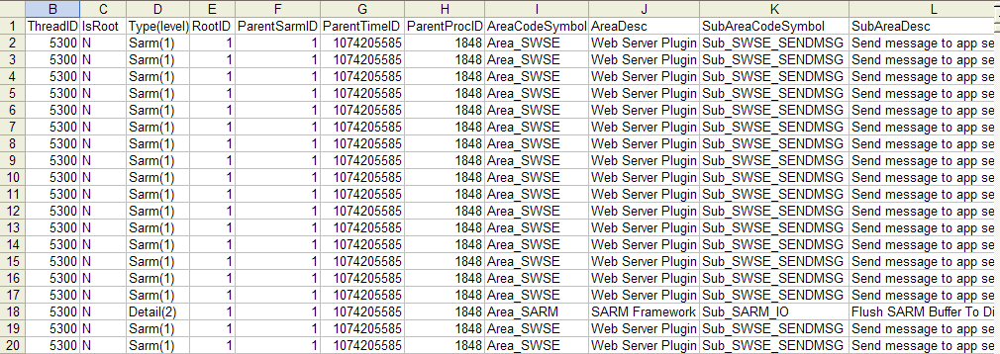 B C D E F G H I J K L
1 ThreadID IsRoot Type(level) RootID ParentSarmID ParentTimeID ParentProcID AreaCodeSymbol AreaDesc SubAreaCodeSymbol SubAreaDesc
2 5300 N Sarm(1) 1 1 1074205585 1848 Area_SWSE Web Server Plugin Sub_SWSE_SENDMSG Send message to app se
3 5300 N Sarm(1) 1 1 1074205585 1848 Area_SWSE Web Server Plugin Sub_SWSE_SENDMSG Send message to app se
4 5300 N Sarm(1) 1 1 1074205585 1848 Area_SWSE Web Server Plugin Sub_SWSE_SENDMSG Send message to app se
5 5300 N Sarm(1) 1 1 1074205585 1848 Area_SWSE Web Server Plugin Sub_SWSE_SENDMSG Send message to app se
6 5300 N Sarm(1) 1 1 1074205585 1848 Area_SWSE Web Server Plugin Sub_SWSE_SENDMSG Send message to app se
7 5300 N Sarm(1) 1 1 1074205585 1848 Area_SWSE Web Server Plugin Sub_SWSE_SENDMSG Send message to app se
8 5300 N Sarm(1) 1 1 1074205585 1848 Area_SWSE Web Server Plugin Sub_SWSE_SENDMSG Send message to app se
9 5300 N Sarm(1) 1 1 1074205585 1848 Area_SWSE Web Server Plugin Sub_SWSE_SENDMSG Send message to app se
10 5300 N Sarm(1) 1 1 1074205585 1848 Area_SWSE Web Server Plugin Sub_SWSE_SENDMSG Send message to app se
11 5300 N Sarm(1) 1 1 1074205585 1848 Area_SWSE Web Server Plugin Sub_SWSE_SENDMSG Send message to app se
12 5300 N Sarm(1) 1 1 1074205585 1848 Area_SWSE Web Server Plugin Sub_SWSE_SENDMSG Send message to app se
13 5300 N Sarm(1) 1 1 1074205585 1848 Area_SWSE Web Server Plugin Sub_SWSE_SENDMSG Send message to app se
14 5300 N Sarm(1) 1 1 1074205585 1848 Area_SWSE Web Server Plugin Sub_SWSE_SENDMSG Send message to app se
15 5300 N Sarm(1) 1 1 1074205585 1848 Area_SWSE Web Server Plugin Sub_SWSE_SENDMSG Send message to app se
16 5300 N Sarm(1) 1 1 1074205585 1848 Area_SWSE Web Server Plugin Sub_SWSE_SENDMSG Send message to app se
17 5300 N Sarm(1) 1 1 1074205585 1848 Area_SWSE Web Server Plugin Sub_SWSE_SENDMSG Send message to app se
18 5300 N Detail(2) 1 1 1074205585 1848 Area_SARM SARM Framework Sub_SARM_IO Flush SARM Buffer To Di
19 5300 N Sarm(1) 1 1 1074205585 1848 Area_SWSE Web Server Plugin Sub_SWSE_SENDMSG Send message to app se
20 5300 N Sarm(1) 1 1 1074205585 1848 Area_SWSE Web Server Plugin Sub_SWSE_SENDMSG Send message to app se